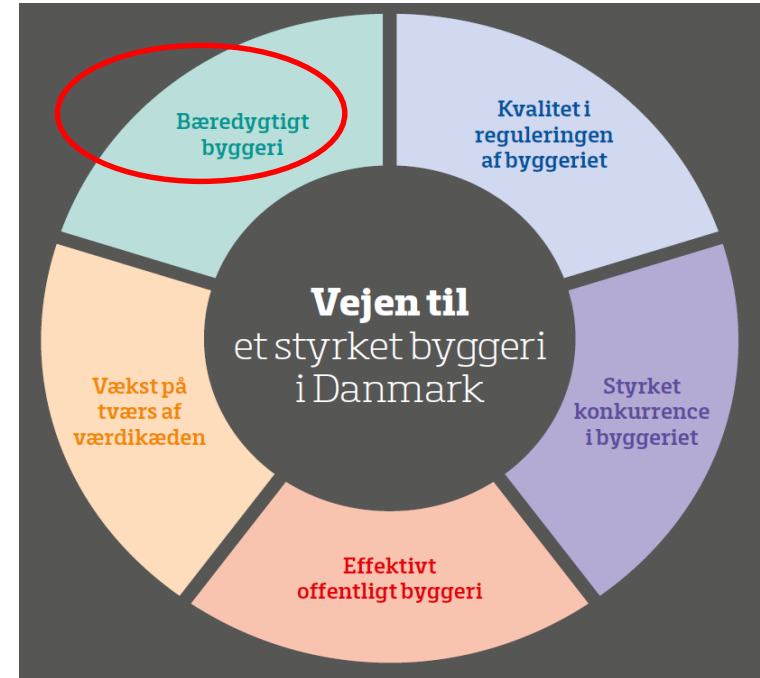 Bæredygtigt
byggeri
Kvalitet i
reguleringen
af byggeriet
Vejen til
et styrket byggeri
i Danmark
Vækst på
tværs af
værdikæden
Styrket
konkurrence
i byggeriet
Effektivt
offentligt byggeri